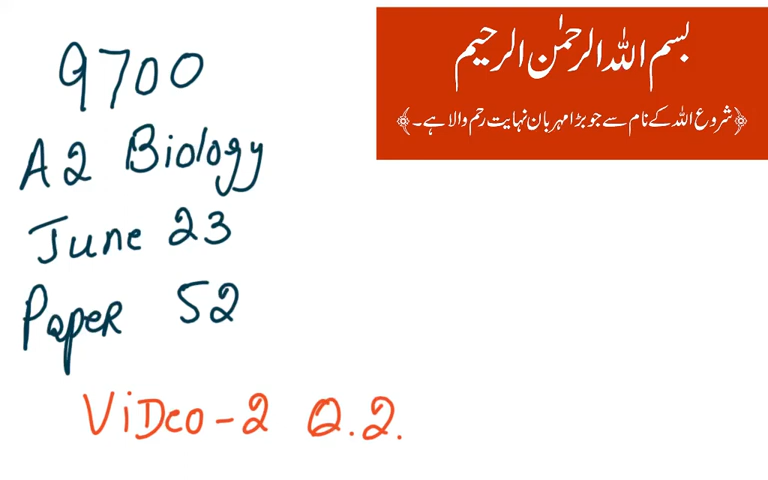 9700
A2 Biology
June 23
Paper 52
Video-2 Q.2.
بسم اللہ الرحمٰن الرحیم
﴿شروع اللہ کے نام سے جو بڑا مہربان نہایت رحم والا ہے۔﴾